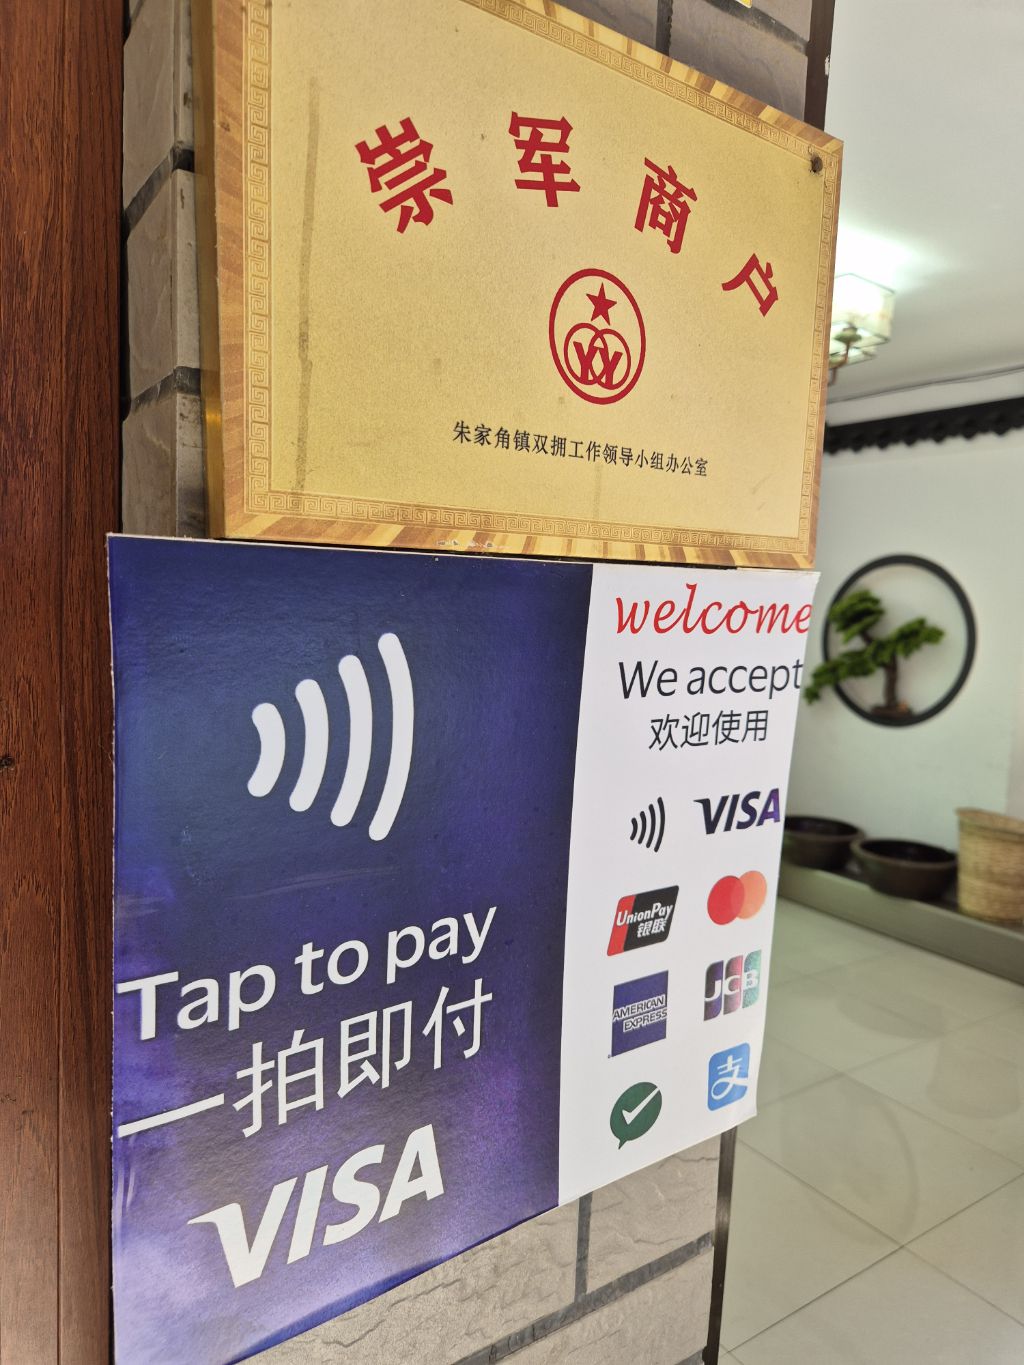 崇军商户
朱家角镇双拥工作领导小组办公室
Tap to pay
一拍即付
VISA
welcome
We accept
欢迎使用
VISA
UnionPay
银联
AMERICAN
EXPRESS
JCB
支